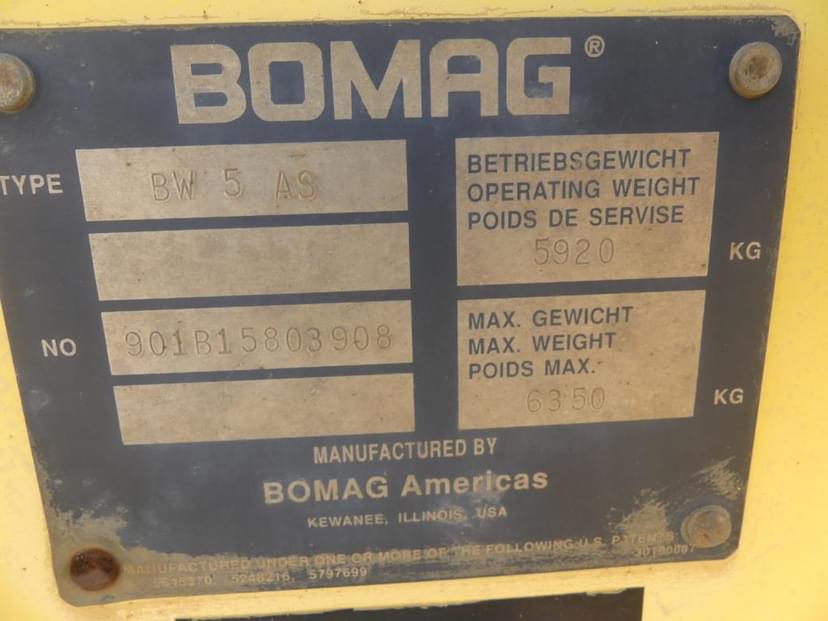 BOMAG®
TYPE BW 5 AS
BETRIEBSGEWICHT
OPERATING WEIGHT
POIDS DE SERVISE
5920 KG
NO 901B15803908
MAX. GEWICHT
MAX. WEIGHT
POIDS MAX.
6350 KG
MANUFACTURED BY
BOMAG Americas
KEWANEE, ILLINOIS, USA
MANUFACTURED UNDER ONE OR MORE OF THE FOLLOWING U.S. PATENTS:
5248216, 5797699